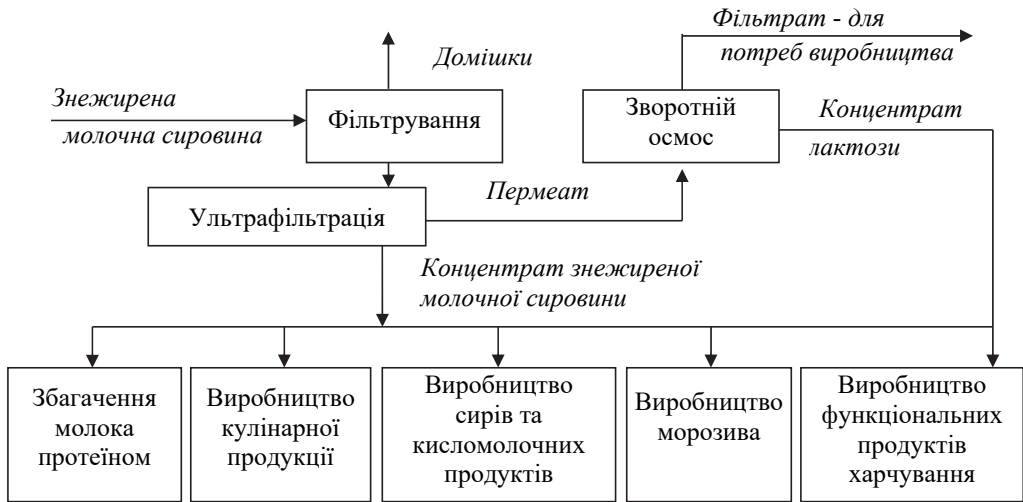 Фільтрат - для
потреб виробництва
Домішки
Знежирена
молочна сировина
Фільтрування
Зворотній
осмос
Концентрат
лактози
Пермеат
Ультрафільтрація
Концентрат знежиреної
молочної сировини
Збагачення
молока
протеїном
Виробництво
кулінарної
продукції
Виробництво
сирів та
кисломолочних
продуктів
Виробництво
морозива
Виробництво
функціональних
продуктів
харчування